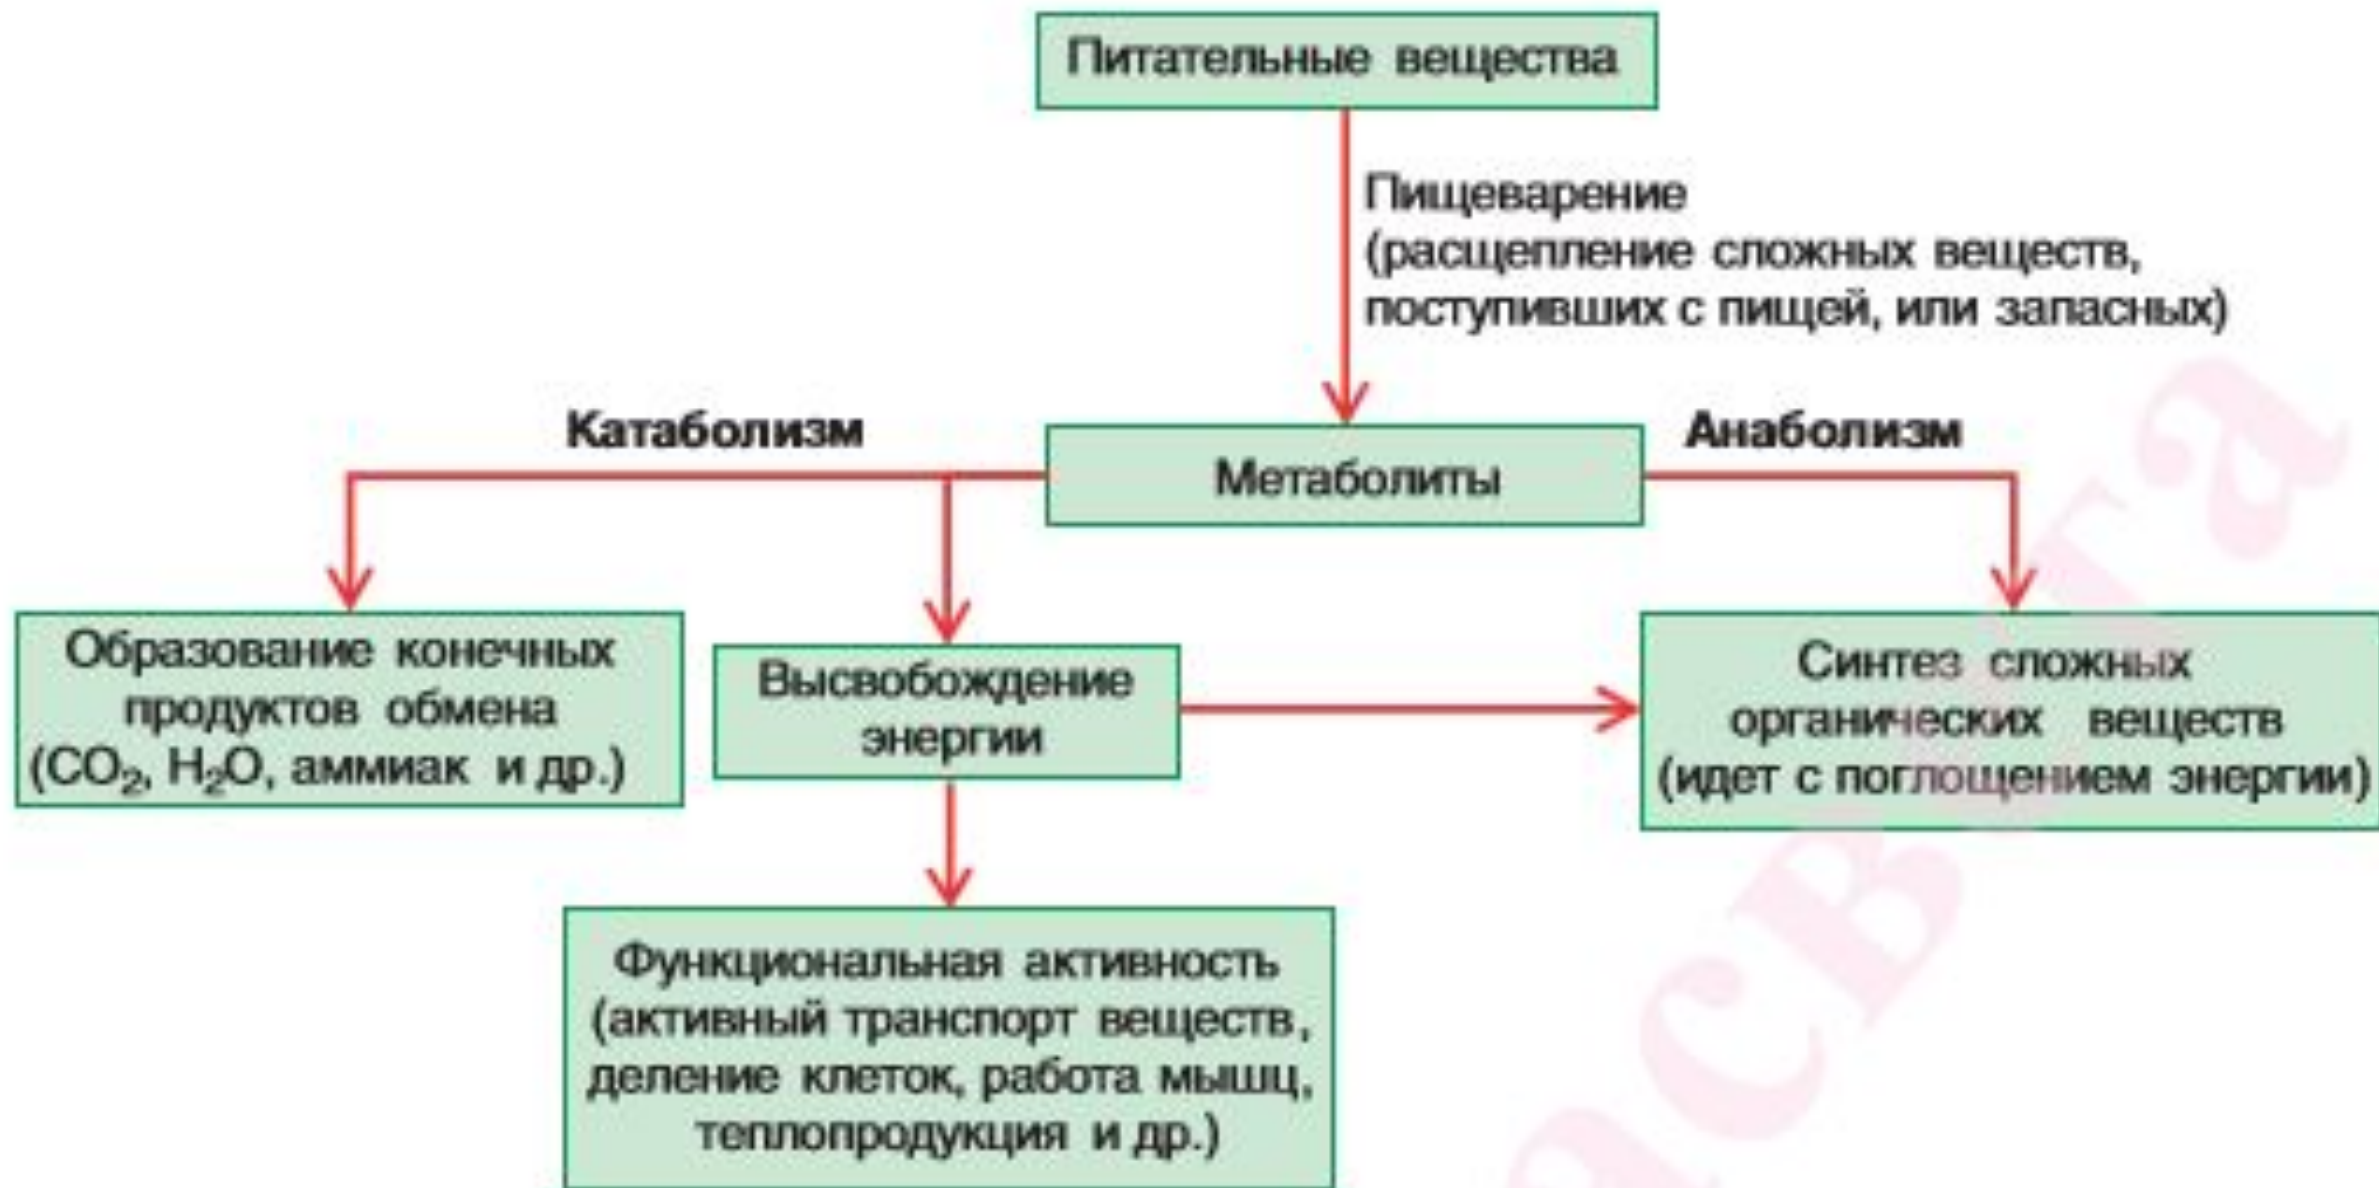 Питательные вещества
Пищеварение
(расщепление сложных веществ,
поступивших с пищей, или запасных)
Катаболизм
Метаболиты
Анаболизм
Образование конечных
продуктов обмена
(CO₂, H₂O, аммиак и др.)
Высвобождение
энергии
Синтез сложных
органических веществ
(идет с поглощением энергии)
Функциональная активность
(активный транспорт веществ,
деление клеток, работа мышц,
теплопродукция и др.)